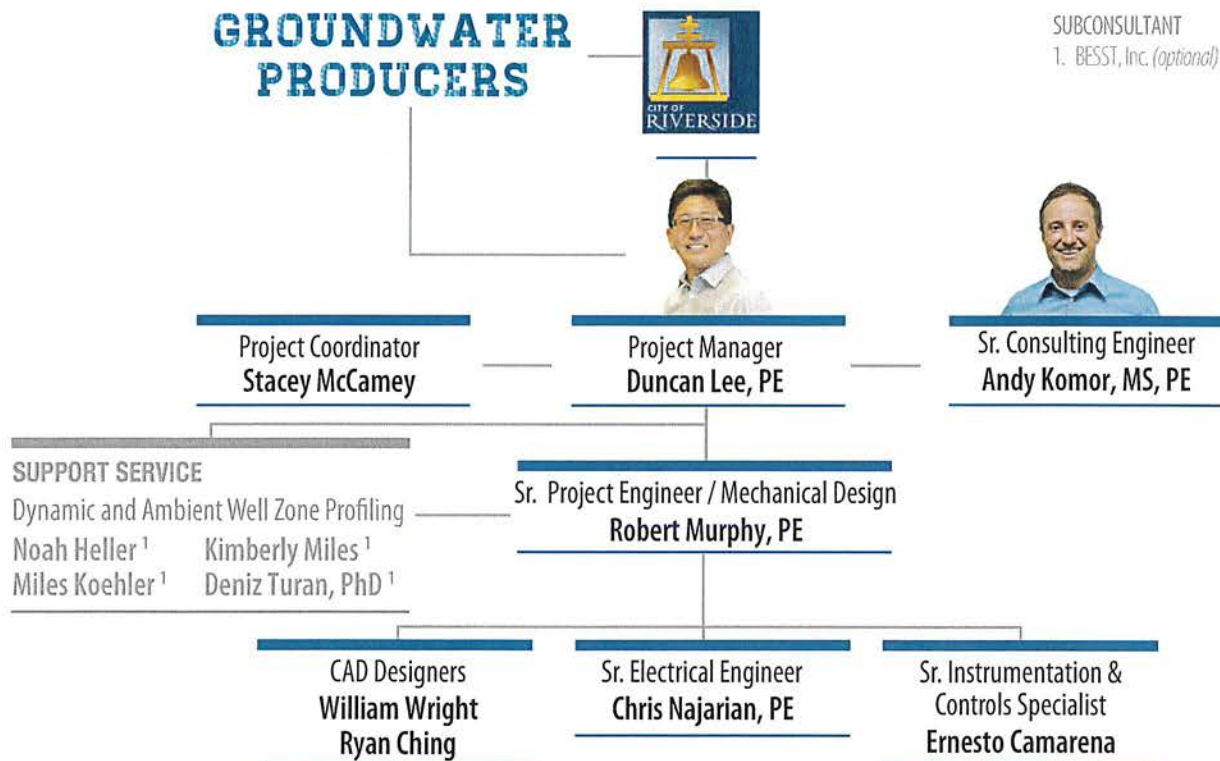 GROUNDWATER
PRODUCERS
CITY OF
RIVERSIDE
SUBCONSULTANT
1. BESST, Inc. (optional)
Project Coordinator
Stacey McCamey
Project Manager
Duncan Lee, PE
Sr. Consulting Engineer
Andy Komor, MS, PE
SUPPORT SERVICE
Dynamic and Ambient Well Zone Profiling
Noah Heller ¹ Kimberly Miles ¹
Miles Koehler ¹ Deniz Turan, PhD ¹
Sr. Project Engineer / Mechanical Design
Robert Murphy, PE
CAD Designers
William Wright
Ryan Ching
Sr. Electrical Engineer
Chris Najarian, PE
Sr. Instrumentation &
Controls Specialist
Ernesto Camarena